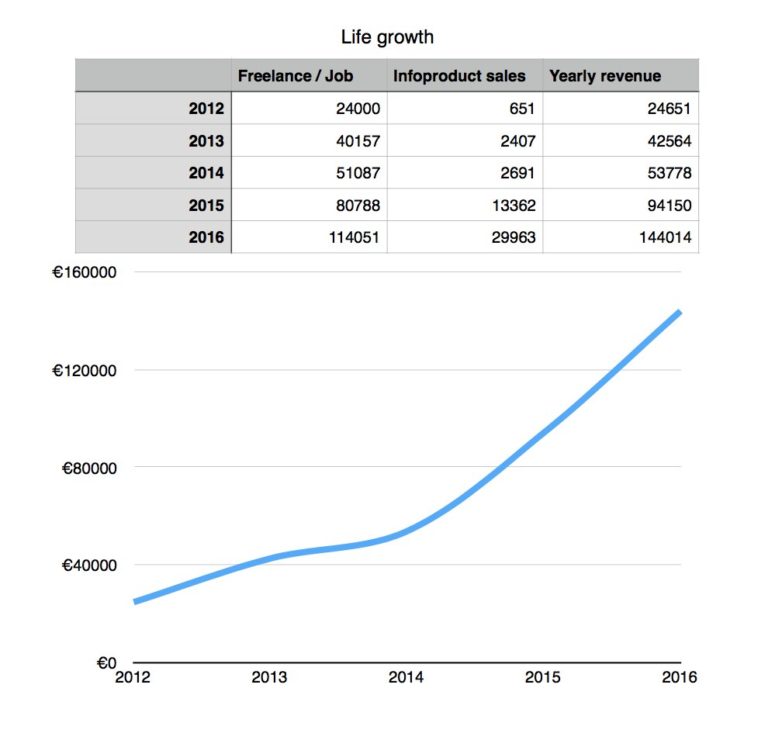 Life growth
Freelance / Job Infoproduct sales Yearly revenue
2012 24000 651 24651
2013 40157 2407 42564
2014 51087 2691 53778
2015 80788 13362 94150
2016 114051 29963 144014
€160000
€120000
€80000
€40000
€0
2012 2013 2014 2015 2016